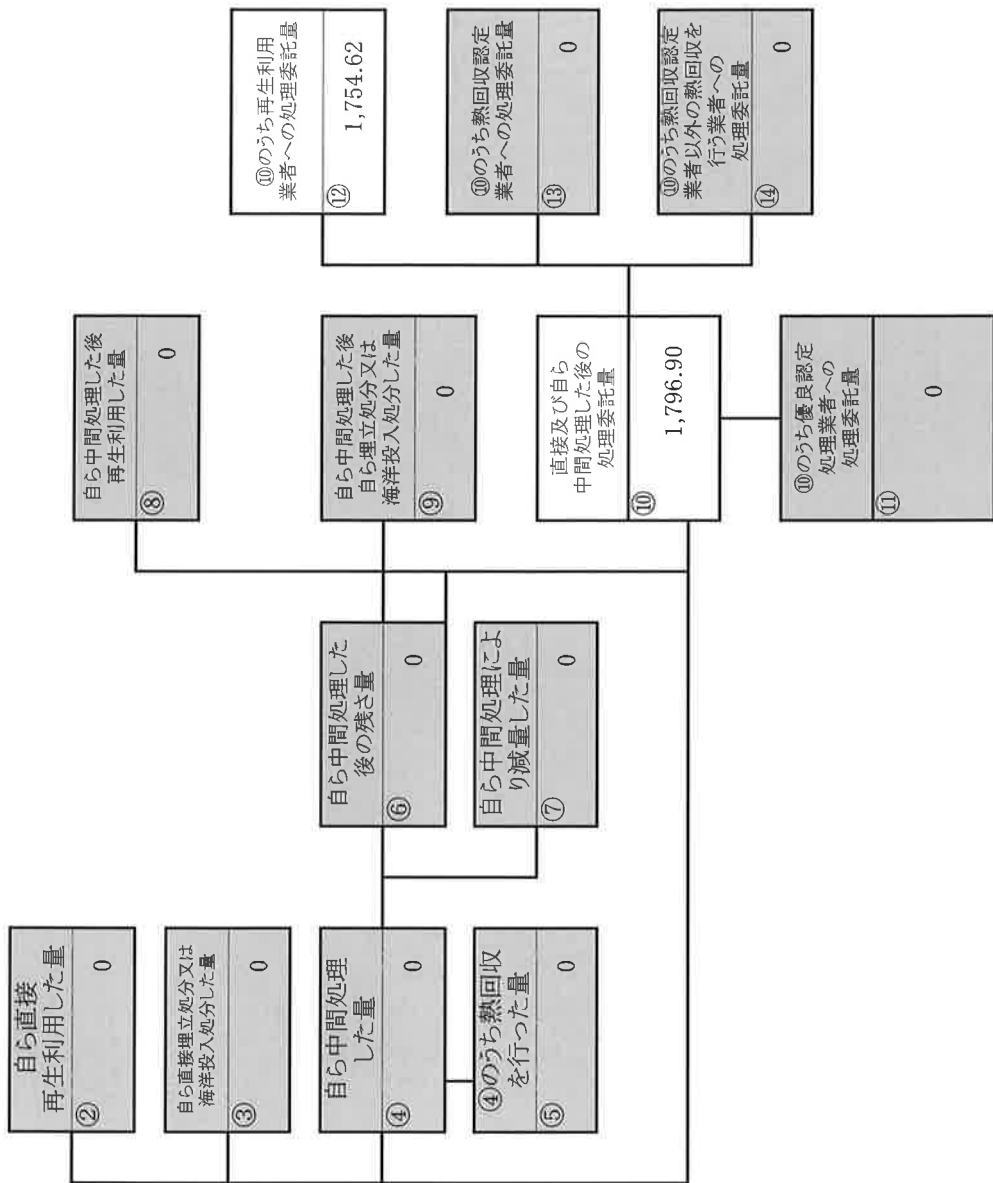 自ら直接
再生利用した量
②
0
自ら直接埋立処分又は
海洋投入処分した量
③
0
自ら中間処理
した量
④
0
④のうち熱回収
を行った量
⑤
0
自ら中間処理した
後の残さ量
⑥
0
自ら中間処理によ
り減量した量
⑦
0
自ら中間処理した後
再生利用した量
⑧
0
自ら中間処理した後
自ら埋立処分又は
海洋投入処分した量
⑨
0
直接及び自ら
中間処理した後の
処理委託量
⑩
1,796.90
⑩のうち優良認定
処理業者への
処理委託量
⑪
0
⑩のうち再生利用
業者への処理委託量
⑫
1,754.62
⑩のうち熱回収認定
業者への処理委託量
⑬
0
⑩のうち熱回収認定
業者以外の熱回収を
行う業者への
処理委託量
⑭
0